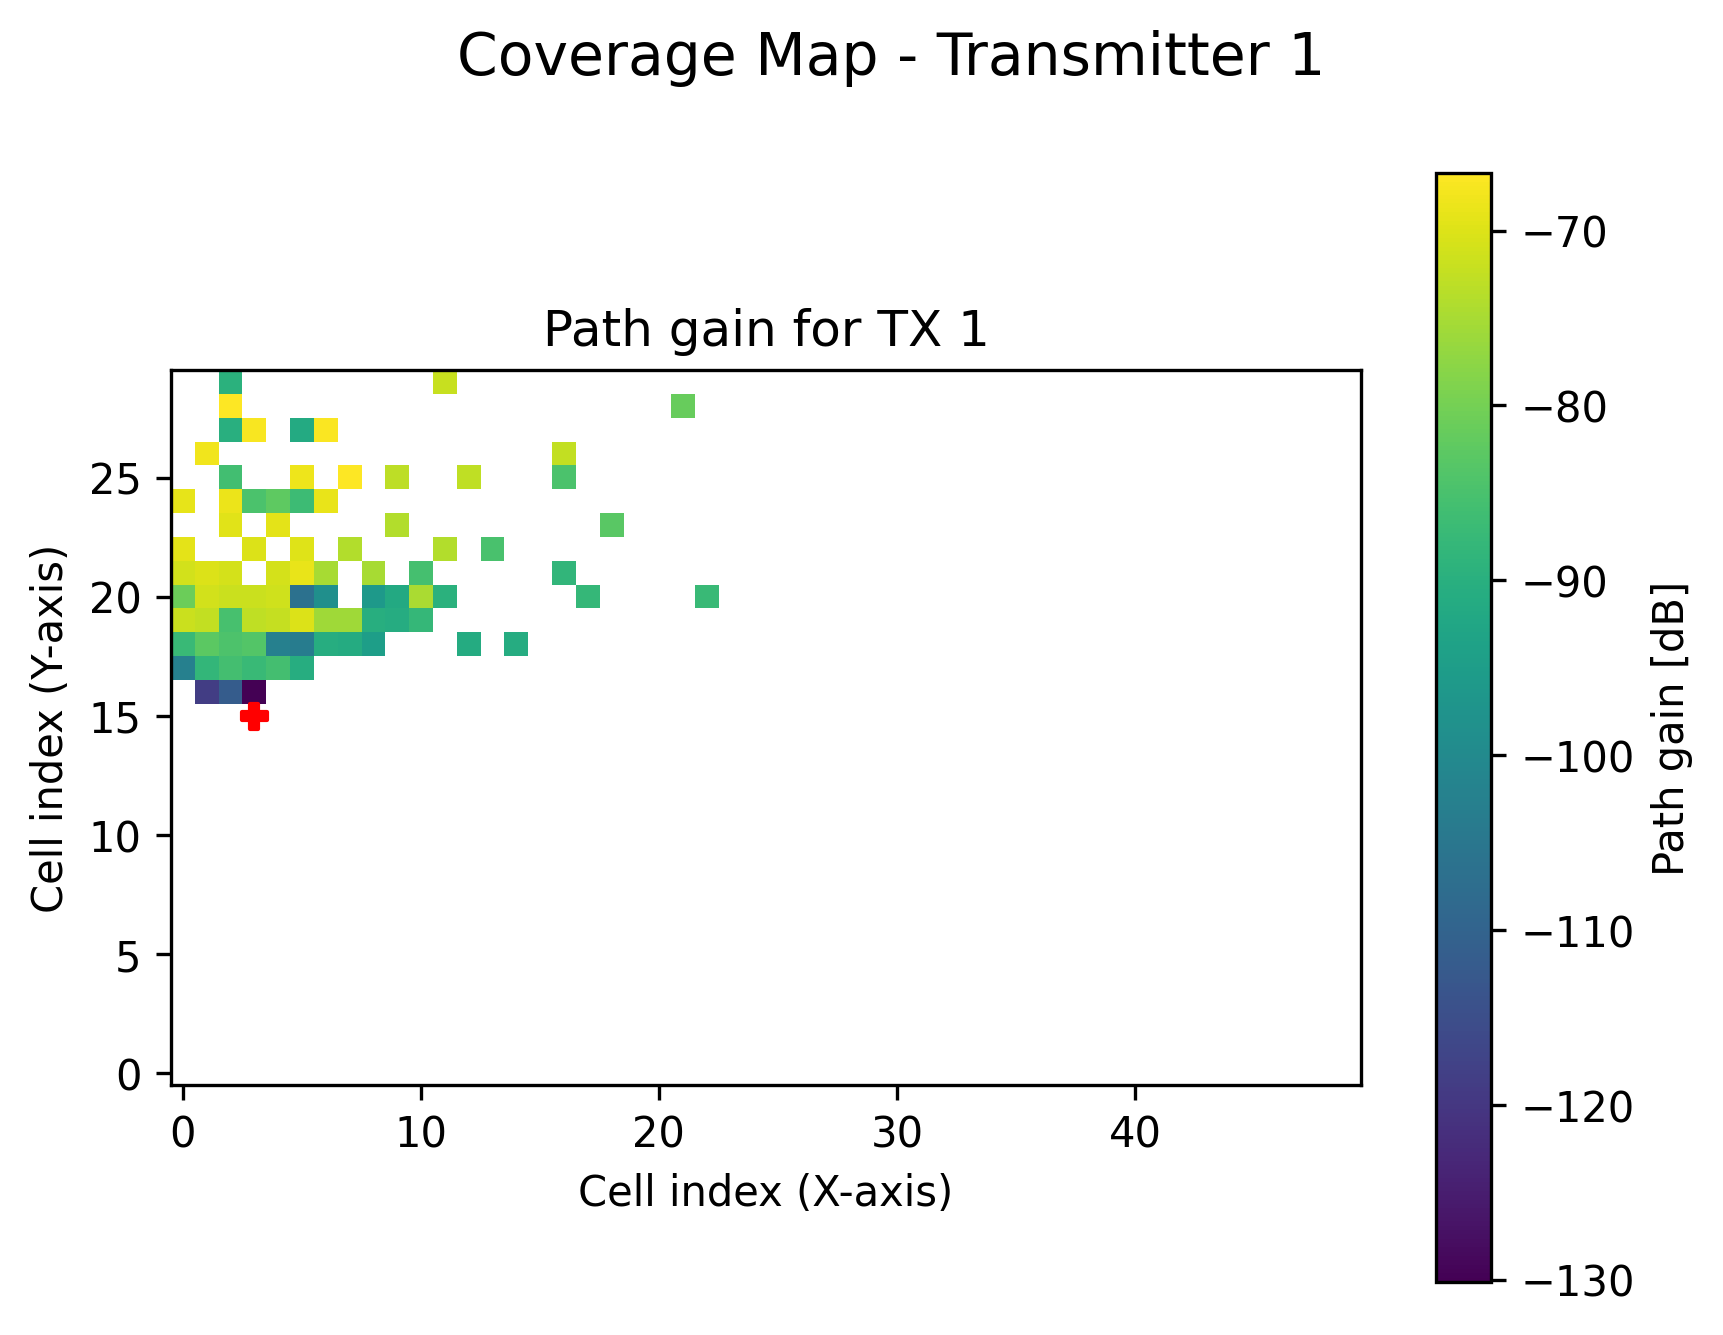 Coverage Map - Transmitter 1
Path gain for TX 1
25
20
15
10
5
0
Cell index (Y-axis)
0 10 20 30 40
Cell index (X-axis)
−70
−80
−90
−100
−110
−120
−130
Path gain [dB]